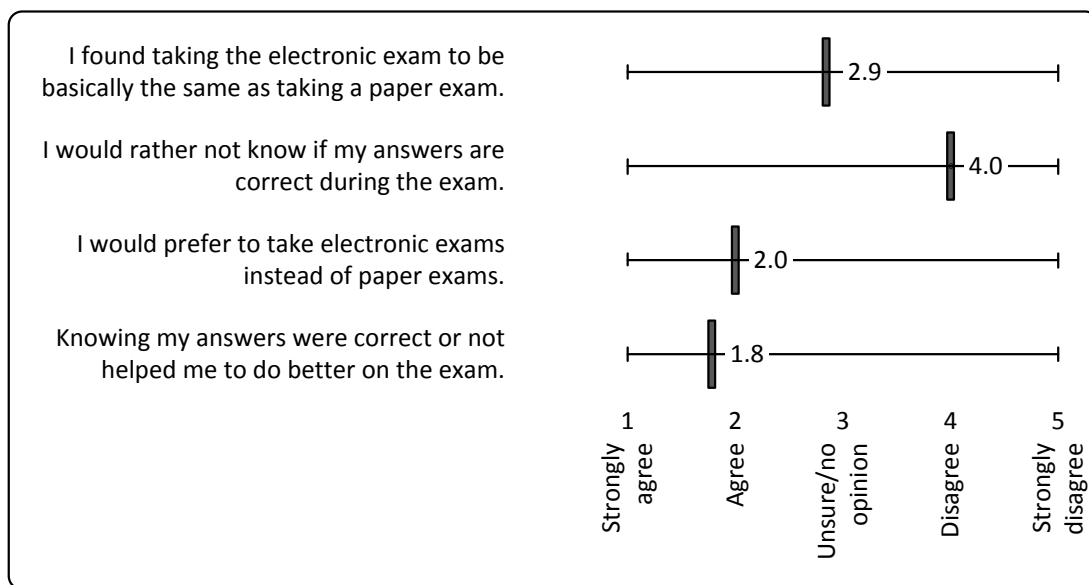 I found taking the electronic exam to be
basically the same as taking a paper exam.
2.9
I would rather not know if my answers are
correct during the exam.
4.0
I would prefer to take electronic exams
instead of paper exams.
2.0
Knowing my answers were correct or not
helped me to do better on the exam.
1.8
1 2 3 4 5
Strongly
agree
Agree
Unsure/no
opinion
Disagree
Strongly
disagree